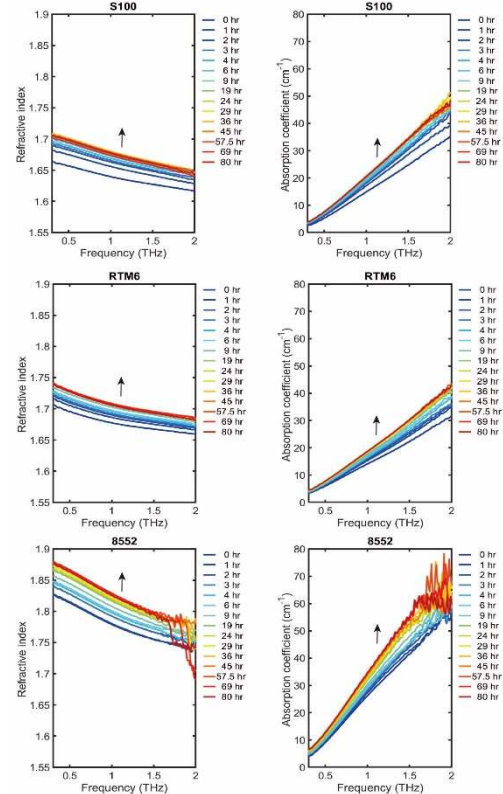 S100
1.9
1.85
1.8
1.75
1.7
1.65
1.6
1.55
Refractive index
0.5 1 1.5 2
Frequency (THz)
0 hr
1 hr
2 hr
3 hr
4 hr
6 hr
9 hr
19 hr
24 hr
29 hr
36 hr
45 hr
57.5 hr
69 hr
80 hr
S100
80
70
60
50
40
30
20
10
0
Absorption coefficient (cm⁻¹)
0.5 1 1.5 2
Frequency (THz)
0 hr
1 hr
2 hr
3 hr
4 hr
6 hr
9 hr
19 hr
24 hr
29 hr
36 hr
45 hr
57.5 hr
69 hr
80 hr
RTM6
1.9
1.85
1.8
1.75
1.7
1.65
1.6
1.55
Refractive index
0.5 1 1.5 2
Frequency (THz)
0 hr
1 hr
2 hr
3 hr
4 hr
6 hr
9 hr
19 hr
24 hr
29 hr
36 hr
45 hr
57.5 hr
69 hr
80 hr
RTM6
80
70
60
50
40
30
20
10
0
Absorption coefficient (cm⁻¹)
0.5 1 1.5 2
Frequency (THz)
0 hr
1 hr
2 hr
3 hr
4 hr
6 hr
9 hr
19 hr
24 hr
29 hr
36 hr
45 hr
57.5 hr
69 hr
80 hr
8552
1.9
1.85
1.8
1.75
1.7
1.65
1.6
1.55
Refractive index
0.5 1 1.5 2
Frequency (THz)
0 hr
1 hr
2 hr
3 hr
4 hr
6 hr
9 hr
19 hr
24 hr
29 hr
36 hr
45 hr
57.5 hr
69 hr
80 hr
8552
80
70
60
50
40
30
20
10
0
Absorption coefficient (cm⁻¹)
0.5 1 1.5 2
Frequency (THz)
0 hr
1 hr
2 hr
3 hr
4 hr
6 hr
9 hr
19 hr
24 hr
29 hr
36 hr
45 hr
57.5 hr
69 hr
80 hr